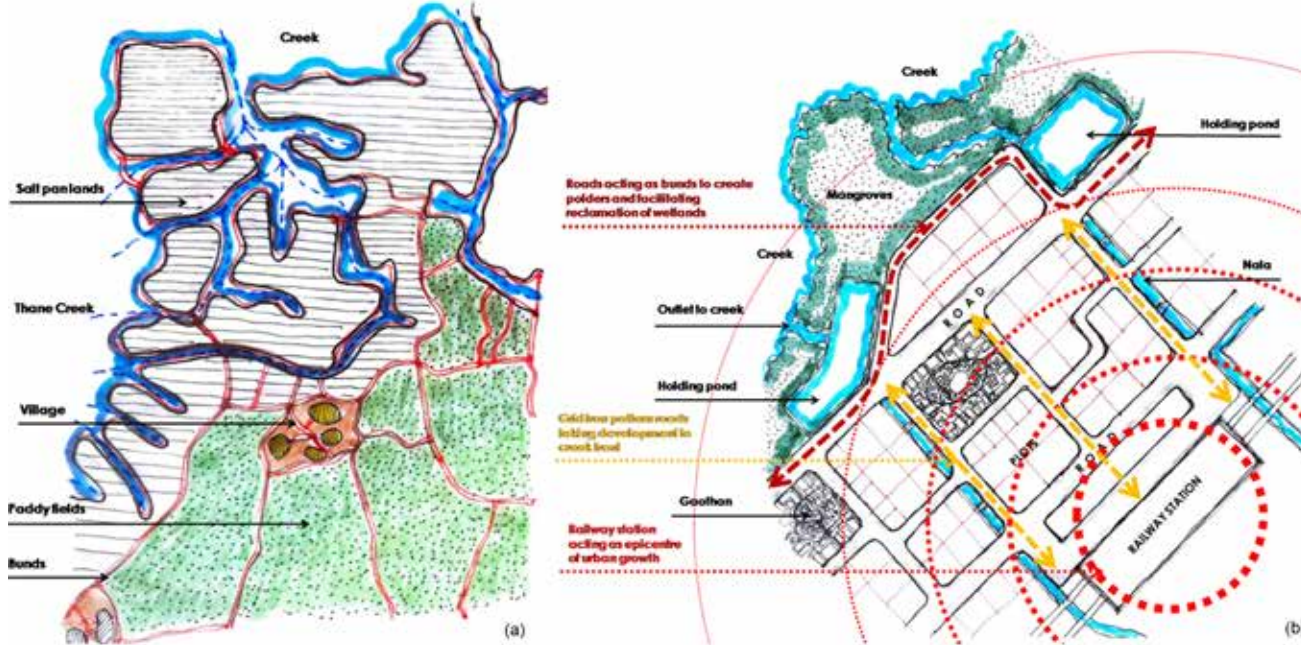 Creek
Salt pan lands
Thane Creek
Village
Paddy fields
Bunds
(a)
Creek
Holding pond
Roads acting as bunds to create
polders and facilitating
reclamation of wetlands
Mangroves
Creek
Nala
ROAD
Outlet to creek
Holding pond
Grid iron pattern roads
taking development to
creek front
PLOTS
ROAD
Gaothan
RAILWAY STATION
Railway station
acting as epicentre
of urban growth
(b)